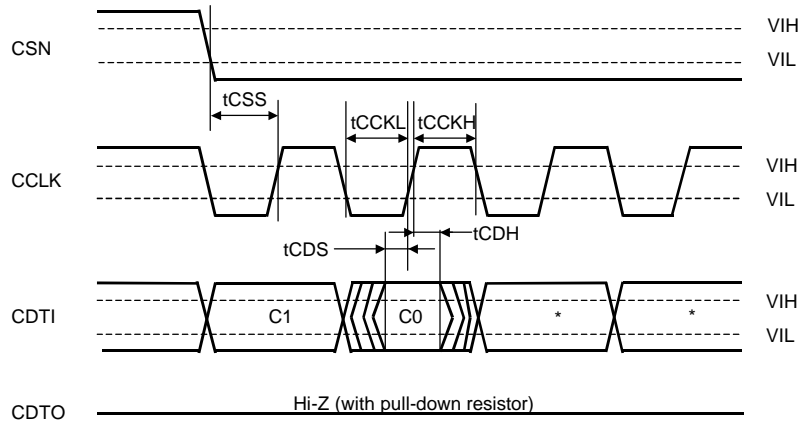 VIH
CSN
VIL
tCSS
tCCKL tCCKH
VIH
CCLK
VIL
tCDH
tCDS
VIH
CDTI
C1
C0
*
*
VIL
Hi-Z (with pull-down resistor)
CDTO